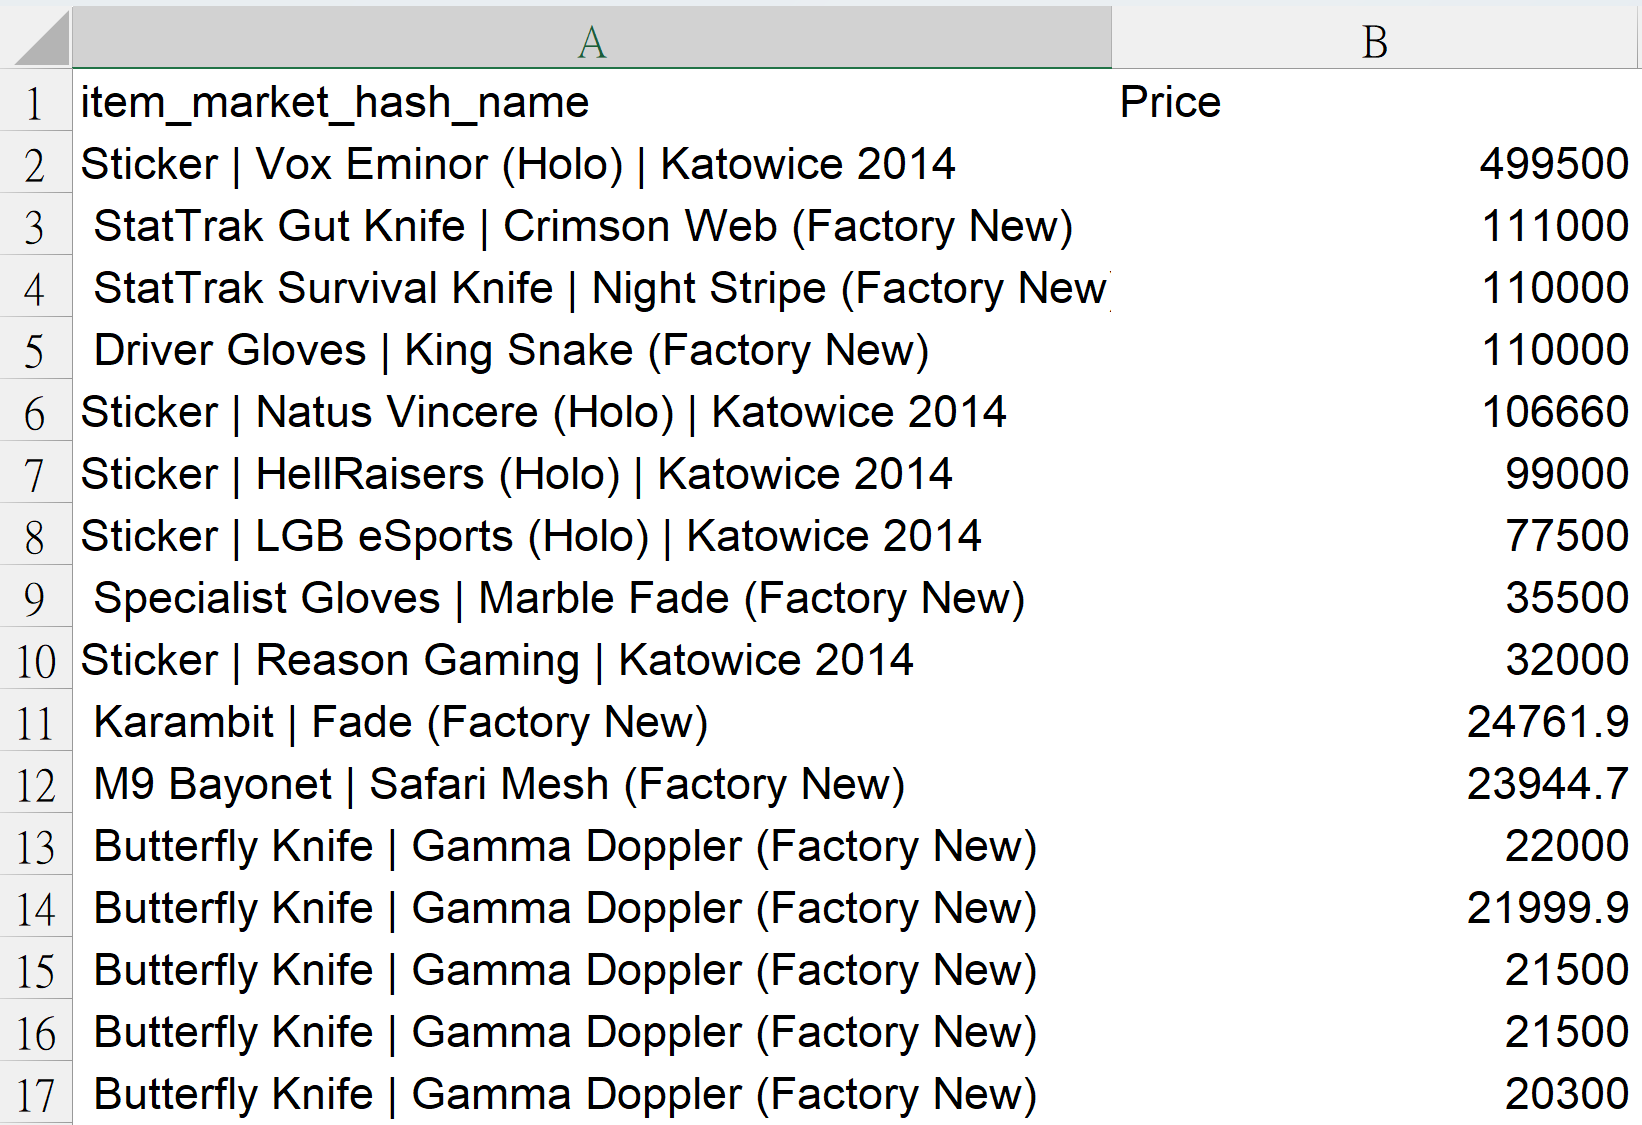 A B
1 item_market_hash_name Price
2 Sticker | Vox Eminor (Holo) | Katowice 2014 499500
3 StatTrak Gut Knife | Crimson Web (Factory New) 111000
4 StatTrak Survival Knife | Night Stripe (Factory New) 110000
5 Driver Gloves | King Snake (Factory New) 110000
6 Sticker | Natus Vincere (Holo) | Katowice 2014 106660
7 Sticker | HellRaisers (Holo) | Katowice 2014 99000
8 Sticker | LGB eSports (Holo) | Katowice 2014 77500
9 Specialist Gloves | Marble Fade (Factory New) 35500
10 Sticker | Reason Gaming | Katowice 2014 32000
11 Karambit | Fade (Factory New) 24761.9
12 M9 Bayonet | Safari Mesh (Factory New) 23944.7
13 Butterfly Knife | Gamma Doppler (Factory New) 22000
14 Butterfly Knife | Gamma Doppler (Factory New) 21999.9
15 Butterfly Knife | Gamma Doppler (Factory New) 21500
16 Butterfly Knife | Gamma Doppler (Factory New) 21500
17 Butterfly Knife | Gamma Doppler (Factory New) 20300